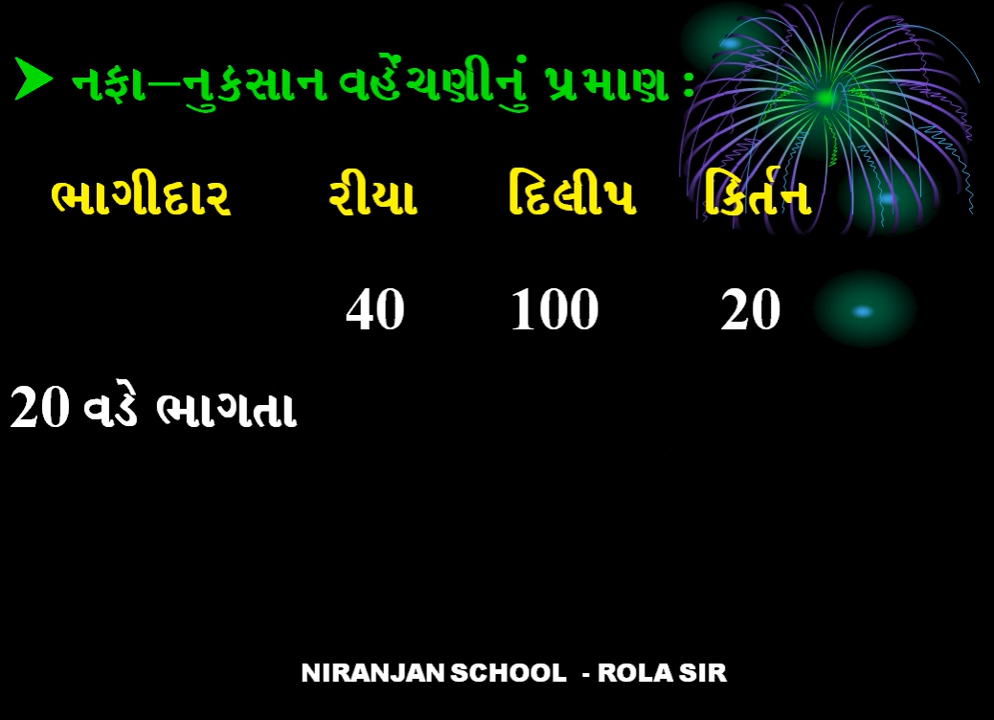 ➢ નફા–નુકસાન વહેંચણીનું પ્રમાણ :
ભાગીદાર રીયા દિલીપ કિર્તન
40 100 20
20 વડે ભાગતા
NIRANJAN SCHOOL - ROLA SIR